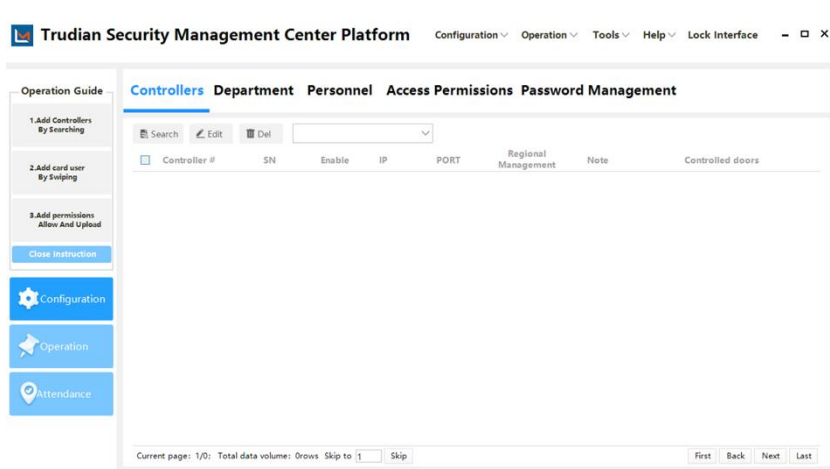 Trudian Security Management Center Platform
Configuration Operation Tools Help Lock Interface
Operation Guide
1.Add Controllers
By Searching
2.Add card user
By Swiping
3.Add permissions
Allow And Upload
Close Instruction
Configuration
Operation
Attendance
Controllers Department Personnel Access Permissions Password Management
Search Edit Del
Controller # SN Enable IP PORT Regional Management Note Controlled doors
Current page: 1/0; Total data volume: 0rows Skip to 1 Skip First Back Next Last